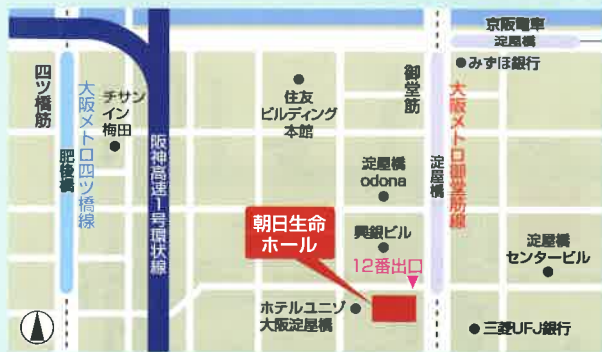 京阪電車
淀屋橋
みずほ銀行
四ツ橋筋
肥後橋
大阪メトロ四ツ橋線
チサン
イン
梅田
阪神高速1号環状線
住友
ビルディング
本館
御堂筋
淀屋橋
大阪メトロ御堂筋線
淀屋橋
odona
朝日生命
ホール
興銀ビル
12番出口
淀屋橋
センタービル
ホテルユニゾ
大阪淀屋橋
三菱UFJ銀行